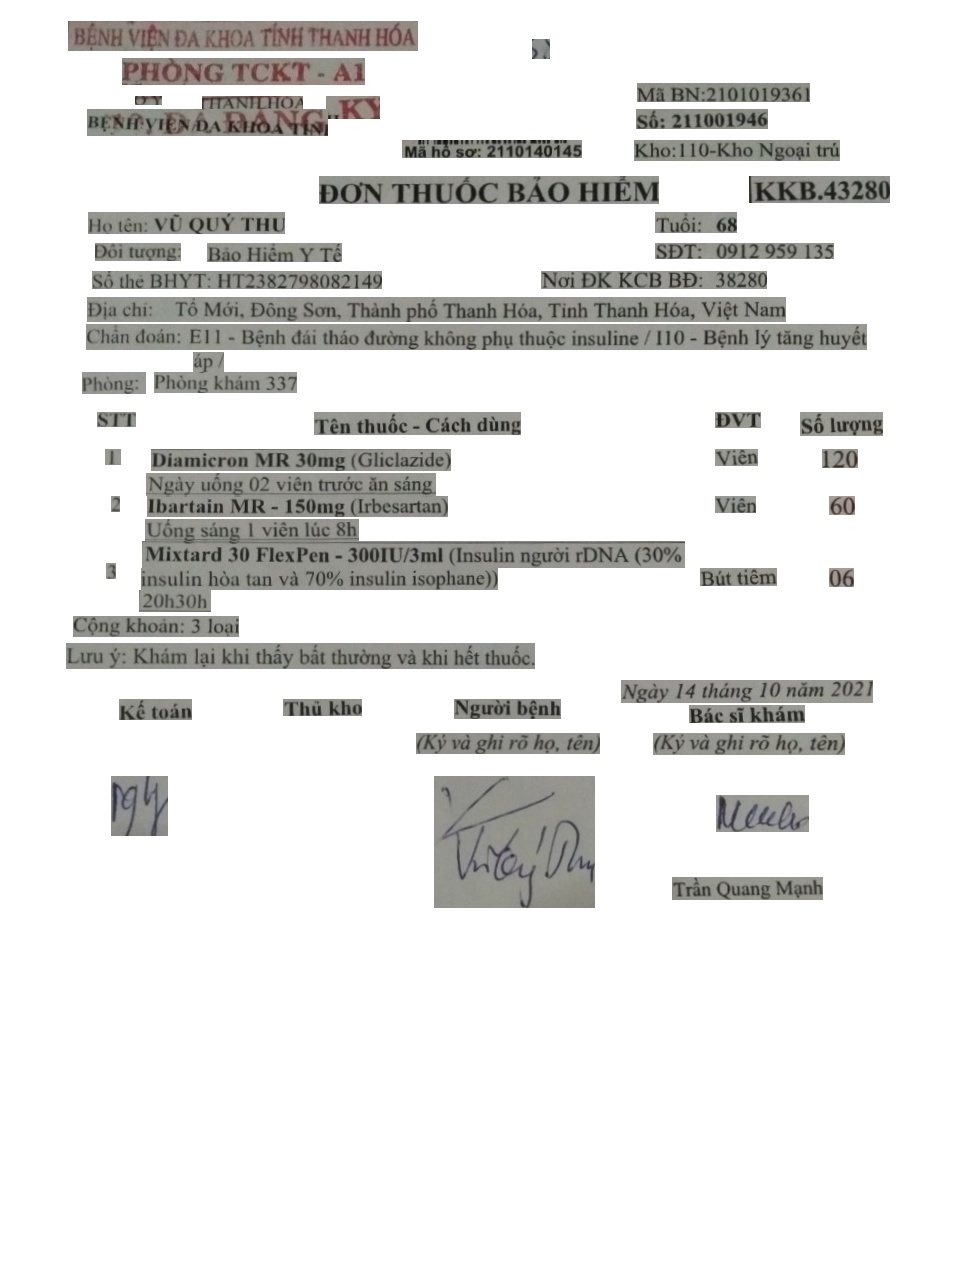 BỆNH VIỆN ĐA KHOA TỈNH THANH HÓA
PHÒNG TCKT - A1
THANH HÓA
KÝ
ĐÃ ĐĂNG
BỆNH VIỆN ĐA KHOA TỈNH
Mã BN:2101019361
Số: 211001946
Mã hồ sơ: 2110140145
Kho:110-Kho Ngoại trú
ĐƠN THUỐC BẢO HIỂM KKB.43280
Họ tên: VŨ QUÝ THU Tuổi: 68
Đối tượng: Bảo Hiểm Y Tế SĐT: 0912 959 135
Số thẻ BHYT: HT2382798082149 Nơi ĐK KCB BĐ: 38280
Địa chỉ: Tổ Mới, Đông Sơn, Thành phố Thanh Hóa, Tỉnh Thanh Hóa, Việt Nam
Chẩn đoán: E11 - Bệnh đái tháo đường không phụ thuộc insuline / I10 - Bệnh lý tăng huyết
áp /
Phòng: Phòng khám 337
STT Tên thuốc - Cách dùng ĐVT Số lượng
1 Diamicron MR 30mg (Gliclazide) Viên 120
Ngày uống 02 viên trước ăn sáng
2 Ibartain MR - 150mg (Irbesartan) Viên 60
Uống sáng 1 viên lúc 8h
Mixtard 30 FlexPen - 300IU/3ml (Insulin người rDNA (30%
3 insulin hòa tan và 70% insulin isophane)) Bút tiêm 06
20h30h
Cộng khoản: 3 loại
Lưu ý: Khám lại khi thấy bất thường và khi hết thuốc.
Ngày 14 tháng 10 năm 2021
Kế toán Thủ kho Người bệnh Bác sĩ khám
(Ký và ghi rõ họ, tên) (Ký và ghi rõ họ, tên)
Trần Quang Mạnh